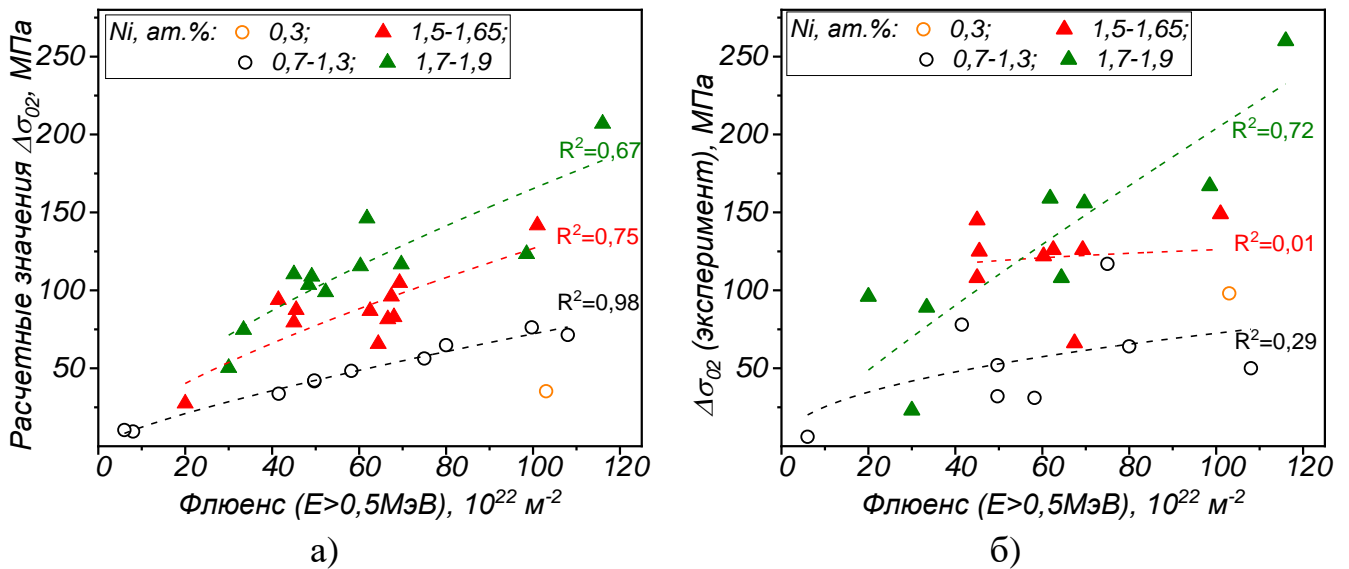 Ni, ат.%: 0,3; 1,5-1,65;
0,7-1,3; 1,7-1,9
Расчетные значения Δσ₀₂, МПа
250
200
150
100
50
R²=0,67
R²=0,75
R²=0,98
0 20 40 60 80 100 120
Флюенс (E>0,5МэВ), 10²² м⁻²
а)
Ni, ат.%: 0,3; 1,5-1,65;
0,7-1,3; 1,7-1,9
Δσ₀₂ (эксперимент), МПа
250
200
150
100
50
R²=0,72
R²=0,01
R²=0,29
0 20 40 60 80 100 120
Флюенс (E>0,5МэВ), 10²² м⁻²
б)